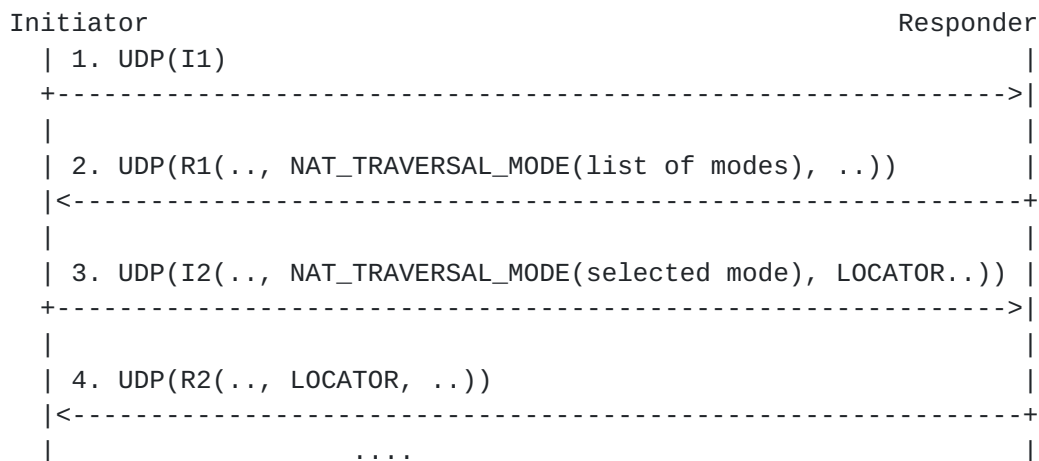 Initiator Responder
1. UDP(I1)
2. UDP(R1(.., NAT_TRAVERSAL_MODE(list of modes), ..))
3. UDP(I2(.., NAT_TRAVERSAL_MODE(selected mode), LOCATOR..))
4. UDP(R2(.., LOCATOR, ..))
....